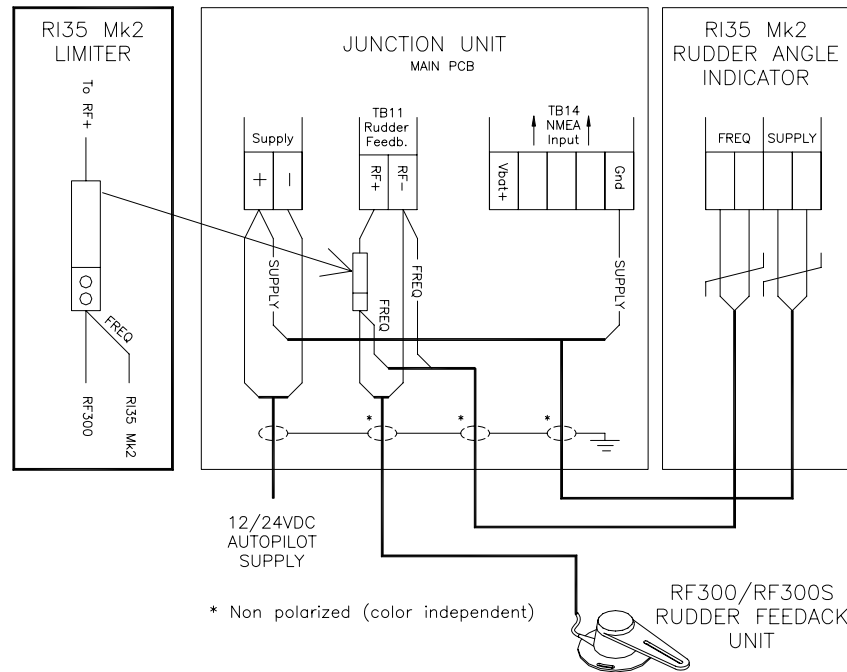 RI35 Mk2
LIMITER
To RF+
FREQ
RF300
RI35 Mk2
JUNCTION UNIT
MAIN PCB
Supply
+ −
TB11
Rudder
Feedb.
RF+ RF-
TB14
NMEA
Input
Vbat+ Gnd
SUPPLY
FREQ
FREQ
SUPPLY
* * *
RI35 Mk2
RUDDER ANGLE
INDICATOR
FREQ SUPPLY
12/24VDC
AUTOPILOT
SUPPLY
* Non polarized (color independent)
RF300/RF300S
RUDDER FEEDACK
UNIT